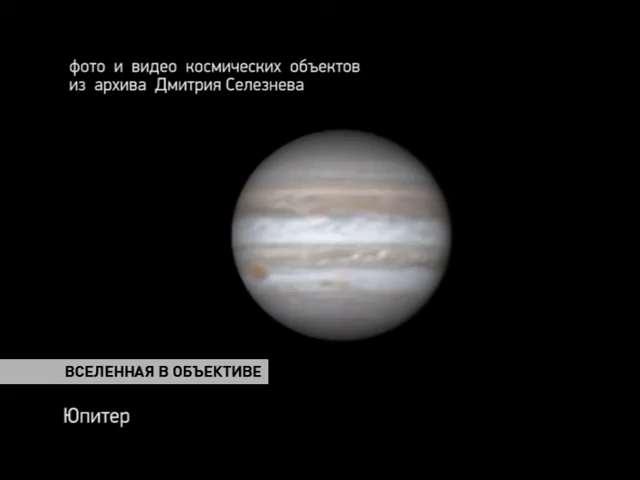 фото и видео космических объектов
из архива Дмитрия Селезнева
ВСЕЛЕННАЯ В ОБЪЕКТИВЕ
Юпитер